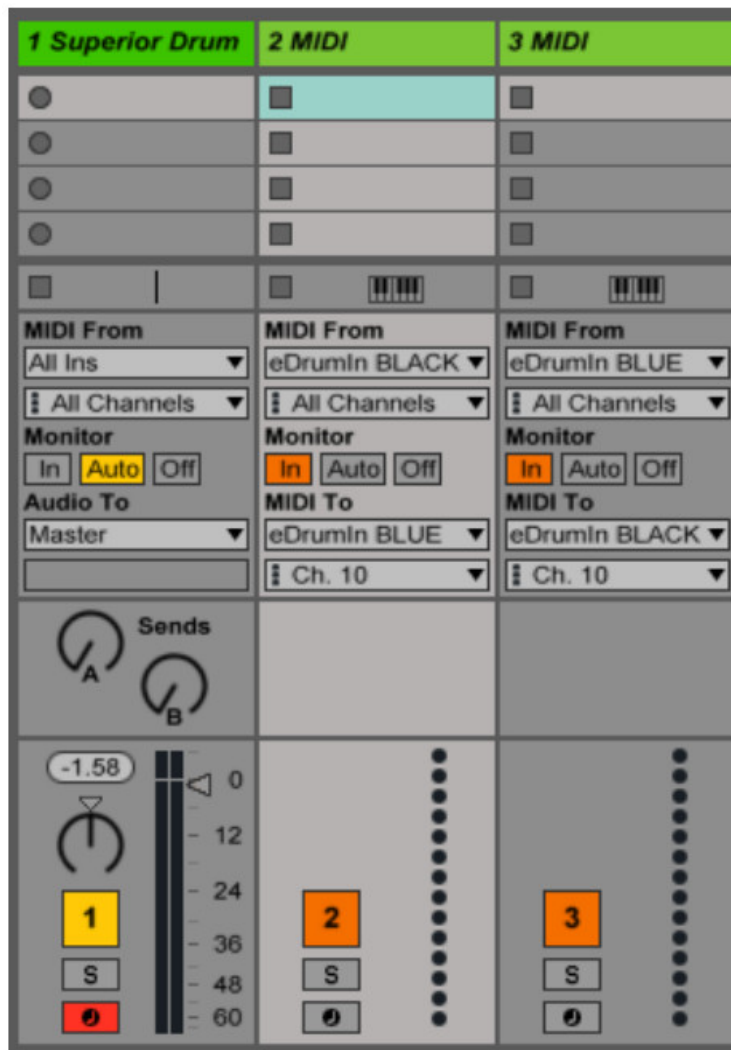 1 Superior Drum 2 MIDI 3 MIDI
MIDI From MIDI From MIDI From
All Ins eDrumIn BLACK eDrumIn BLUE
All Channels All Channels All Channels
Monitor Monitor Monitor
In Auto Off In Auto Off In Auto Off
Audio To MIDI To MIDI To
Master eDrumIn BLUE eDrumIn BLACK
Ch. 10 Ch. 10
Sends
A
B
-1.58
0
12
24
1 2 3
36
S S S
48
60